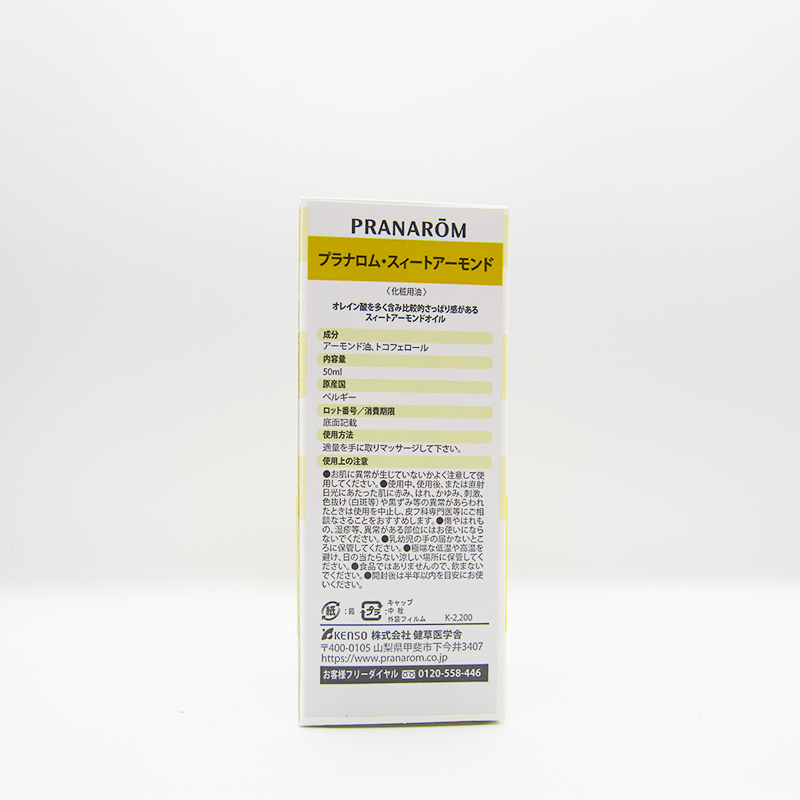 PRANARŌM
プラナロム・スィートアーモンド
〈化粧用油〉
オレイン酸を多く含み比較的さっぱり感がある
スィートアーモンドオイル
成分
アーモンド油、トコフェロール
内容量
50ml
原産国
ベルギー
ロット番号／消費期限
底面記載
使用方法
適量を手に取りマッサージして下さい。
使用上の注意
●お肌に異常が生じていないかよく注意して使
用してください。●使用中、使用後、または直射
日光にあたった肌に赤み、はれ、かゆみ、刺激、
色抜け(白斑等)や黒ずみ等の異常があらわれ
たときは使用を中止し、皮フ科専門医等にご相
談なさることをおすすめします。●傷やはれも
の、湿疹等、異常がある部位にはお使いになら
ないでください。●乳幼児の手の届かないとこ
ろに保管してください。●極端な低温や高温を
避け、日の当たらない涼しい場所に保管してく
ださい。●食品ではありませんので、飲まない
でください。●開封後は半年以内を目安にお使
いください。
紙 :箱 プラ :キャップ 中栓 外装フィルム K-2,200
KENSO 株式会社 健草医学舎
〒400-0105 山梨県甲斐市下今井3407
https://www.pranarom.co.jp
お客様フリーダイヤル 0120-558-446